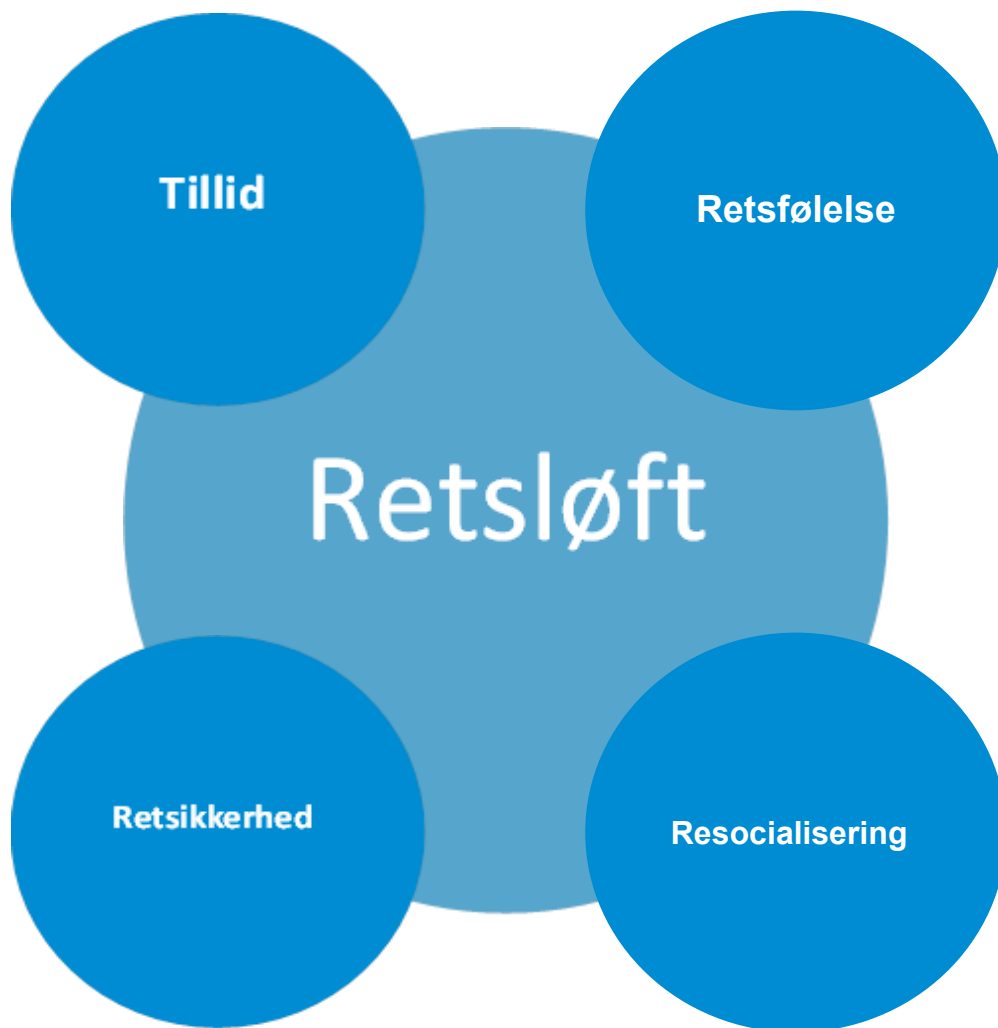 Tillid
Retsfølelse
Retsløft
Retsikkerhed
Resocialisering